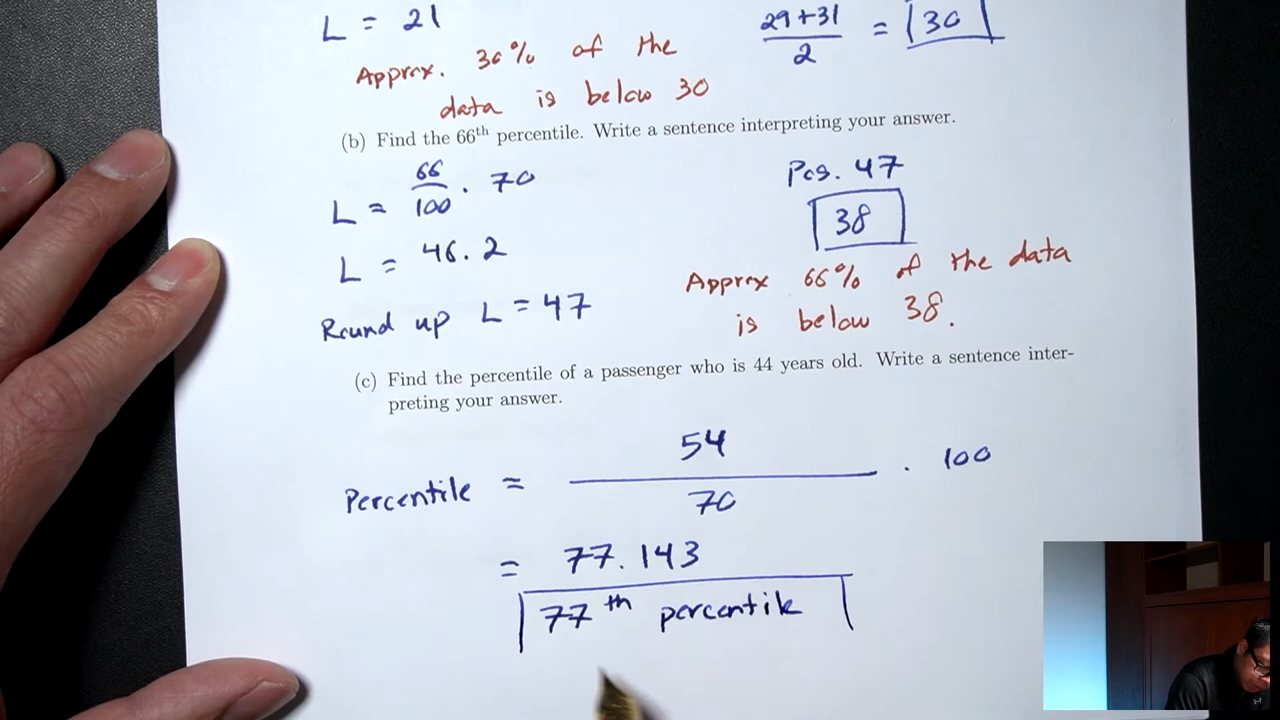 L = 21
29+31
2
= 30
Approx. 30% of the
data is below 30
(b) Find the 66th percentile. Write a sentence interpreting your answer.
L = 66/100 . 70
L = 46.2
Round up L = 47
Pos. 47
38
Approx 66% of the data
is below 38.
(c) Find the percentile of a passenger who is 44 years old. Write a sentence inter-
preting your answer.
Percentile = 54/70 . 100
= 77.143
77th percentile